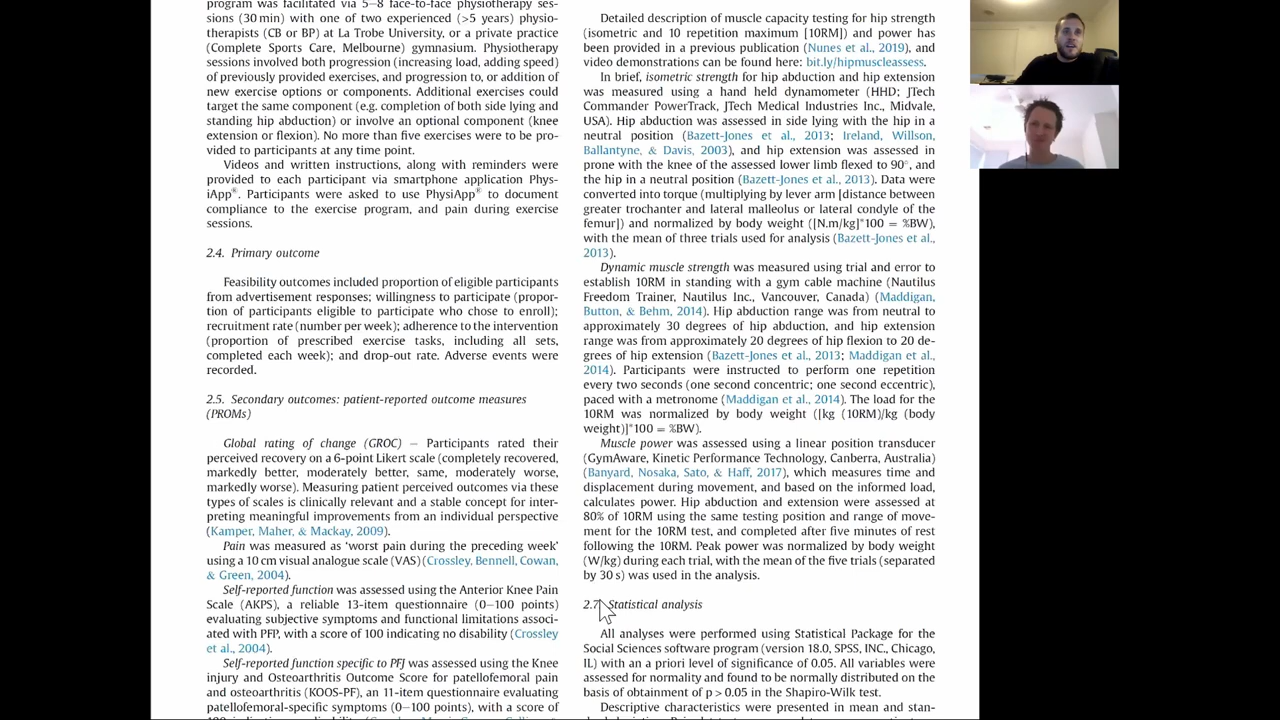 program was facilitated via 5–8 face-to-face physiotherapy ses-
sions (30 min) with one of two experienced (>5 years) physio-
therapists (CB or BP) at La Trobe University, or a private practice
(Complete Sports Care, Melbourne) gymnasium. Physiotherapy
sessions involved both progression (increasing load, adding speed)
of previously provided exercises, and progression to, or addition of
new exercise options or components. Additional exercises could
target the same component (e.g. completion of both side lying and
standing hip abduction) or involve an optional component (knee
extension or flexion). No more than five exercises were to be pro-
vided to participants at any time point.
Videos and written instructions, along with reminders were
provided to each participant via smartphone application Phys-
iApp®. Participants were asked to use PhysiApp® to document
compliance to the exercise program, and pain during exercise
sessions.
2.4. Primary outcome
Feasibility outcomes included proportion of eligible participants
from advertisement responses; willingness to participate (propor-
tion of participants eligible to participate who chose to enroll);
recruitment rate (number per week); adherence to the intervention
(proportion of prescribed exercise tasks, including all sets,
completed each week); and drop-out rate. Adverse events were
recorded.
2.5. Secondary outcomes: patient-reported outcome measures
(PROMs)
Global rating of change (GROC) – Participants rated their
perceived recovery on a 6-point Likert scale (completely recovered,
markedly better, moderately better, same, moderately worse,
markedly worse). Measuring patient perceived outcomes via these
types of scales is clinically relevant and a stable concept for inter-
preting meaningful improvements from an individual perspective
(Kamper, Maher, & Mackay, 2009).
Pain was measured as ‘worst pain during the preceding week’
using a 10 cm visual analogue scale (VAS) (Crossley, Bennell, Cowan,
& Green, 2004).
Self-reported function was assessed using the Anterior Knee Pain
Scale (AKPS), a reliable 13-item questionnaire (0–100 points)
evaluating subjective symptoms and functional limitations associ-
ated with PFP, with a score of 100 indicating no disability (Crossley
et al., 2004).
Self-reported function specific to PFJ was assessed using the Knee
injury and Osteoarthritis Outcome Score for patellofemoral pain
and osteoarthritis (KOOS-PF), an 11-item questionnaire evaluating
patellofemoral-specific symptoms (0–100 points), with a score of
Detailed description of muscle capacity testing for hip strength
(isometric and 10 repetition maximum [10RM]) and power has
been provided in a previous publication (Nunes et al., 2019), and
video demonstrations can be found here: bit.ly/hipmuscleassess.
In brief, isometric strength for hip abduction and hip extension
was measured using a hand held dynamometer (HHD; JTech
Commander PowerTrack, JTech Medical Industries Inc., Midvale,
USA). Hip abduction was assessed in side lying with the hip in a
neutral position (Bazett-Jones et al., 2013; Ireland, Willson,
Ballantyne, & Davis, 2003), and hip extension was assessed in
prone with the knee of the assessed lower limb flexed to 90°, and
the hip in a neutral position (Bazett-Jones et al., 2013). Data were
converted into torque (multiplying by lever arm [distance between
greater trochanter and lateral malleolus or lateral condyle of the
femur]) and normalized by body weight ([N.m/kg]*100 = %BW),
with the mean of three trials used for analysis (Bazett-Jones et al.,
2013).
Dynamic muscle strength was measured using trial and error to
establish 10RM in standing with a gym cable machine (Nautilus
Freedom Trainer, Nautilus Inc., Vancouver, Canada) (Maddigan,
Button, & Behm, 2014). Hip abduction range was from neutral to
approximately 30 degrees of hip abduction, and hip extension
range was from approximately 20 degrees of hip flexion to 20 de-
grees of hip extension (Bazett-Jones et al., 2013; Maddigan et al.,
2014). Participants were instructed to perform one repetition
every two seconds (one second concentric; one second eccentric),
paced with a metronome (Maddigan et al., 2014). The load for the
10RM was normalized by body weight ([kg (10RM)/kg (body
weight)]*100 = %BW).
Muscle power was assessed using a linear position transducer
(GymAware, Kinetic Performance Technology, Canberra, Australia)
(Banyard, Nosaka, Sato, & Haff, 2017), which measures time and
displacement during movement, and based on the informed load,
calculates power. Hip abduction and extension were assessed at
80% of 10RM using the same testing position and range of move-
ment for the 10RM test, and completed after five minutes of rest
following the 10RM. Peak power was normalized by body weight
(W/kg) during each trial, with the mean of the five trials (separated
by 30 s) was used in the analysis.
2.7. Statistical analysis
All analyses were performed using Statistical Package for the
Social Sciences software program (version 18.0, SPSS, INC., Chicago,
IL) with an a priori level of significance of 0.05. All variables were
assessed for normality and found to be normally distributed on the
basis of obtainment of p > 0.05 in the Shapiro-Wilk test.
Descriptive characteristics were presented in mean and stan-